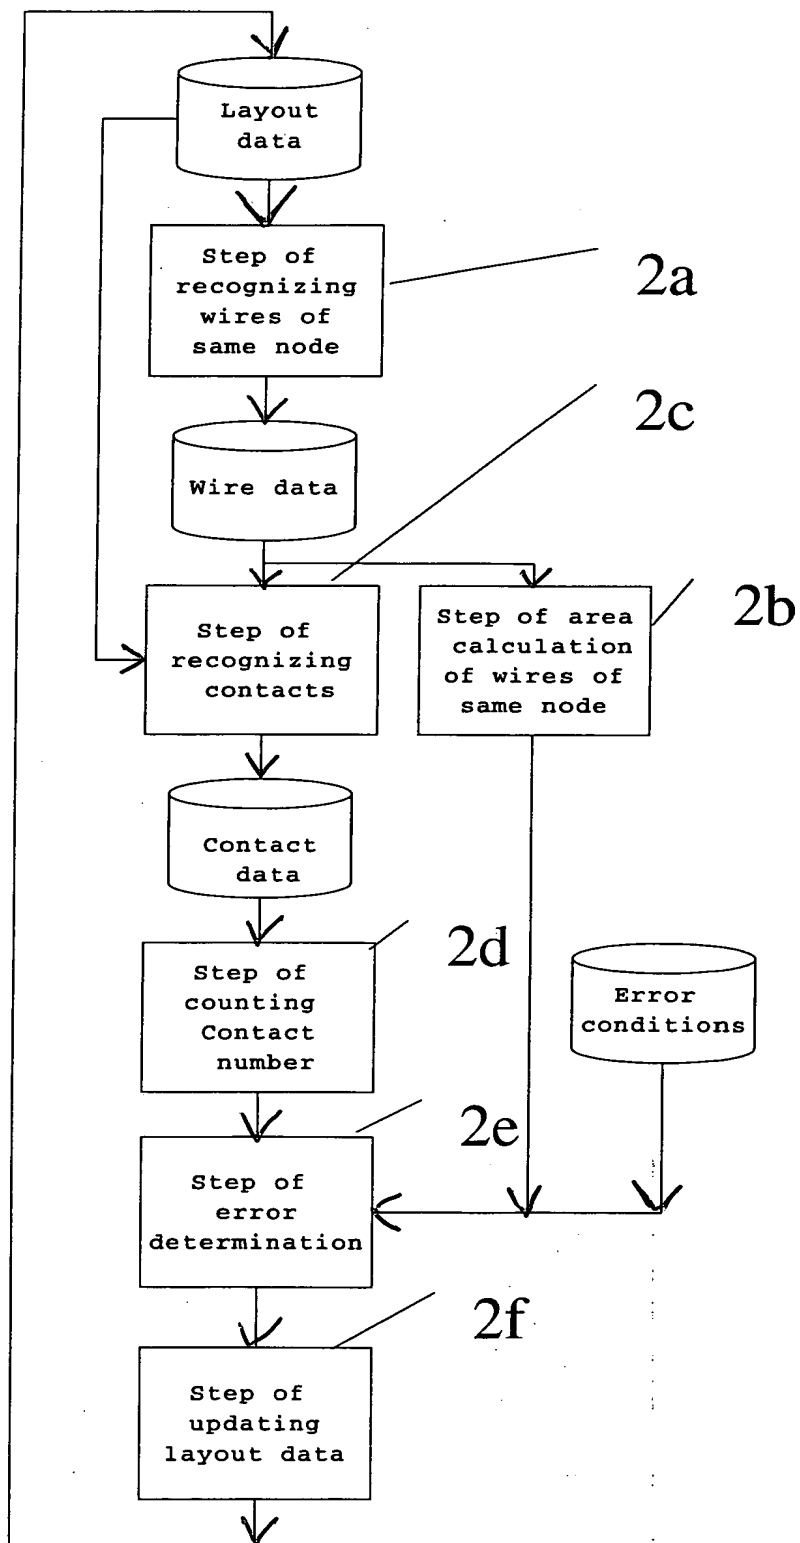 Layout
data
Step of
recognizing
wires of
same node
2a
Wire data
2c
Step of
recognizing
contacts
Step of area
calculation
of wires of
same node
2b
Contact
data
Step of
counting
Contact
number
2d
Error
conditions
Step of
error
determination
2e
Step of
updating
layout data
2f